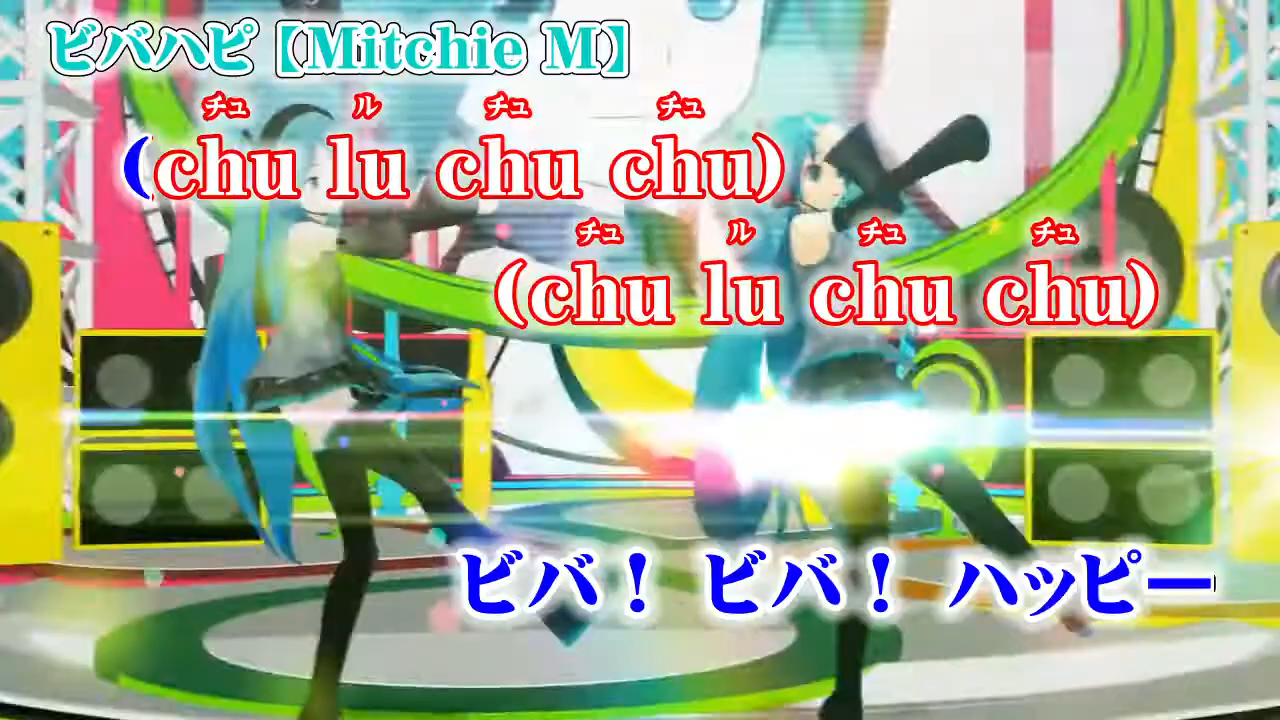 ビバハピ【Mitchie M】
チュ ル チュ チュ
(chu lu chu chu)
チュ ル チュ チュ
(chu lu chu chu)
ビバ！ ビバ！ ハッピー